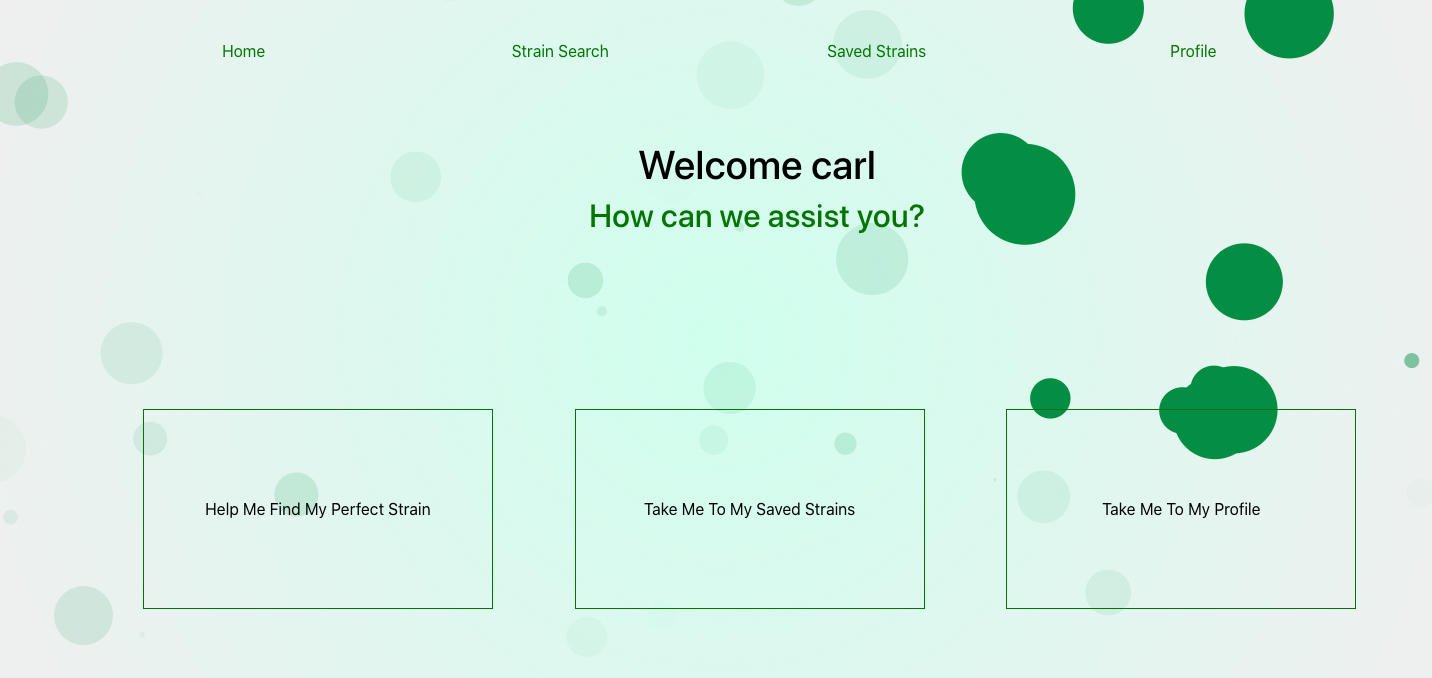 Home
Strain Search
Saved Strains
Profile
Welcome carl
How can we assist you?
Help Me Find My Perfect Strain
Take Me To My Saved Strains
Take Me To My Profile